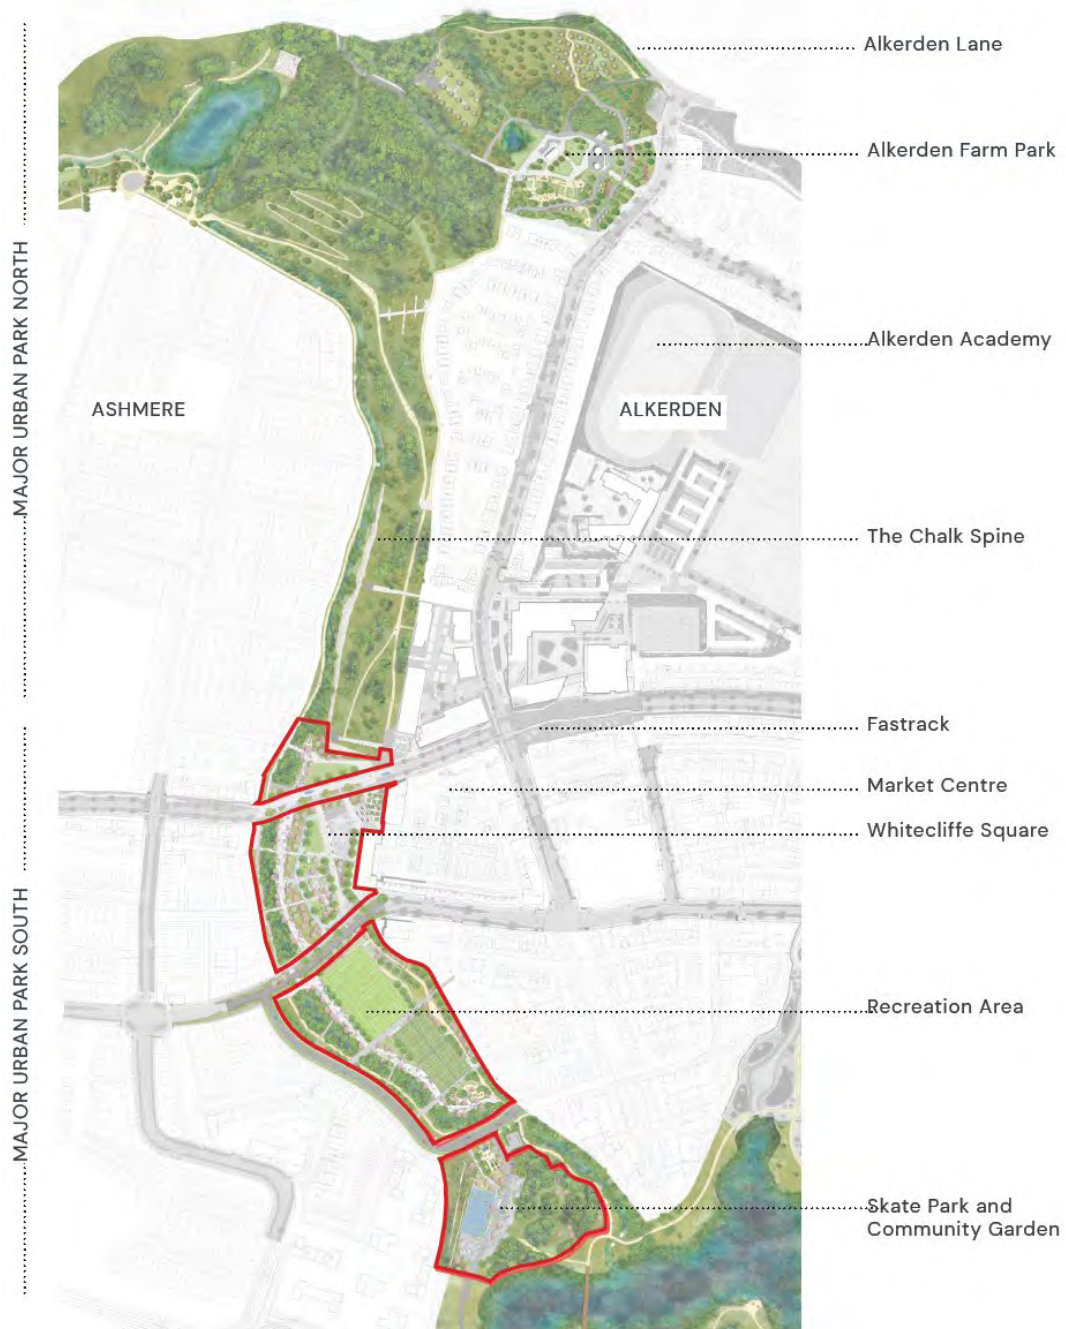 Alkerden Lane
Alkerden Farm Park
MAJOR URBAN PARK NORTH
Alkerden Academy
ASHMERE
ALKERDEN
The Chalk Spine
Fastrack
Market Centre
Whitecliffe Square
MAJOR URBAN PARK SOUTH
Recreation Area
Skate Park and
Community Garden